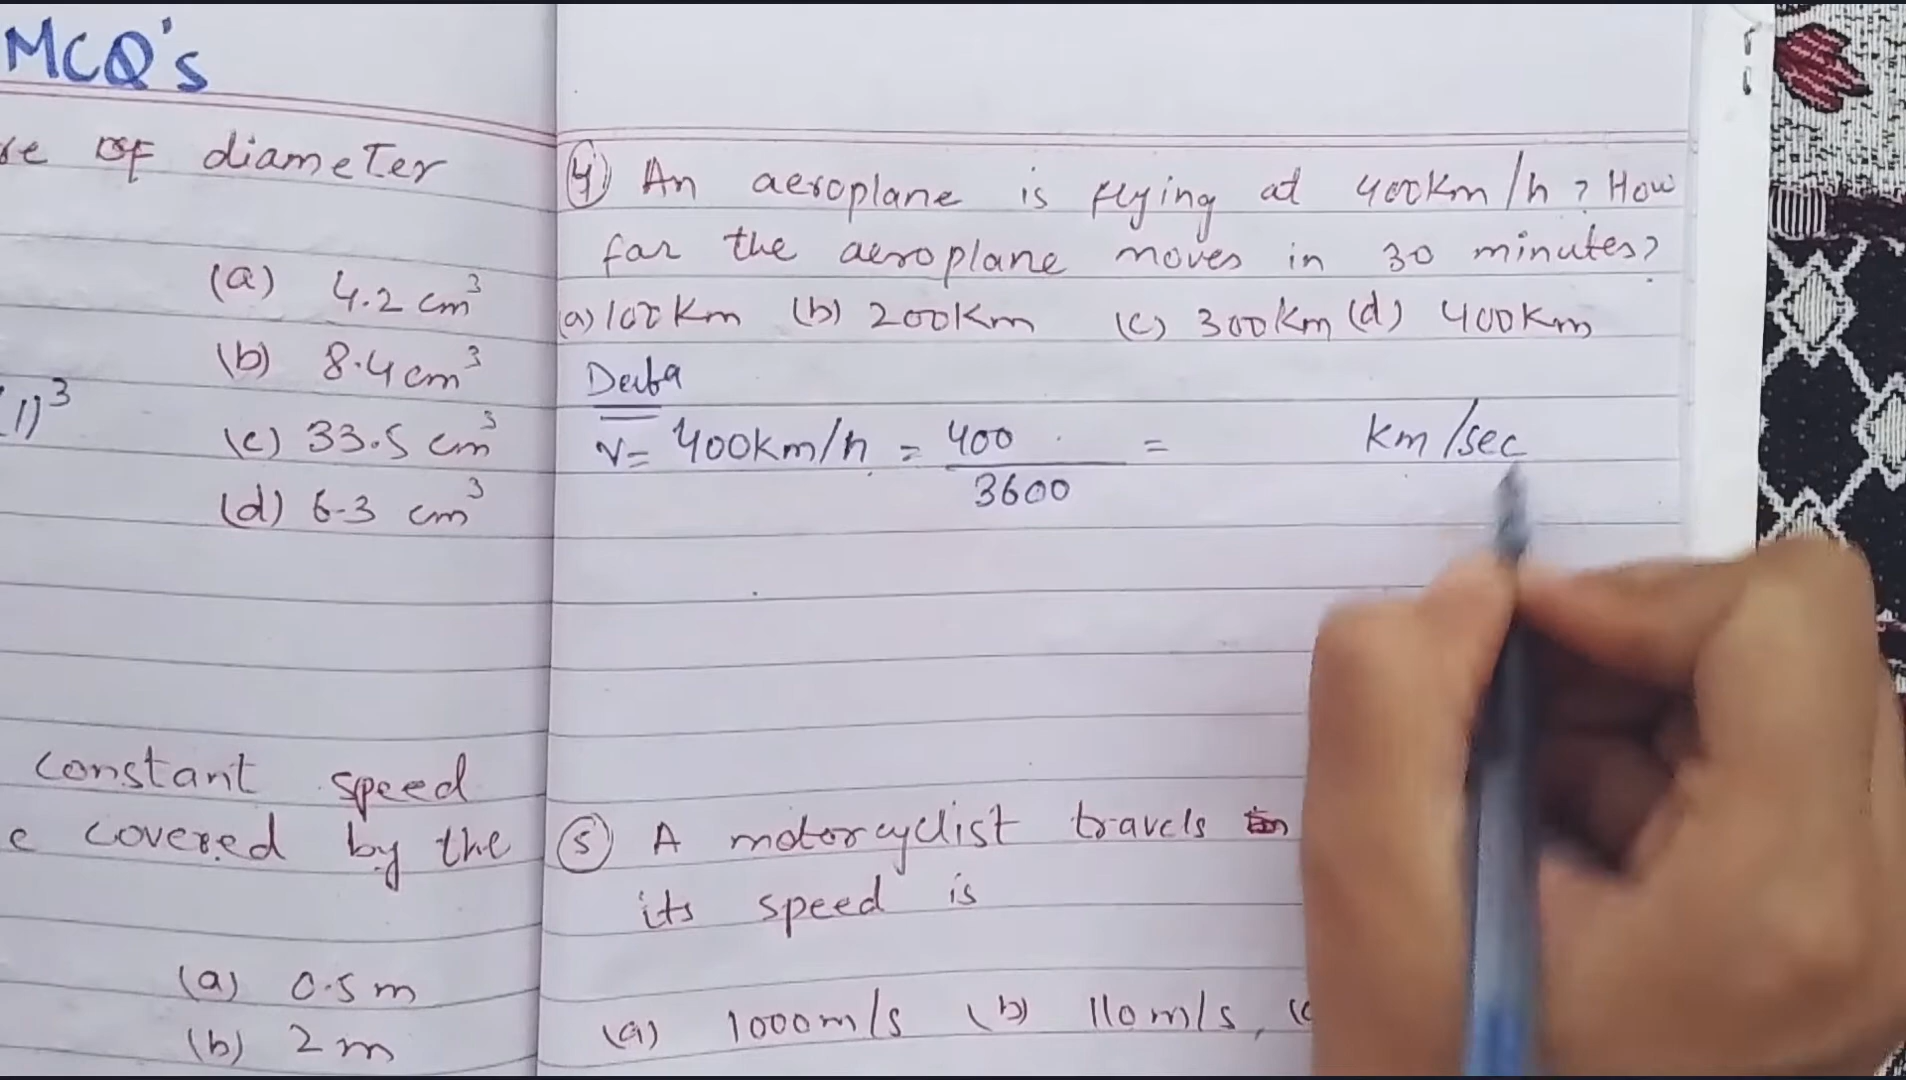 MCQ's
re of diameter
(a) 4.2 cm³
(b) 8.4 cm³
1)³
(c) 33.5 cm³
(d) 6.3 cm³
constant speed
e covered by the
(a) 0.5 m
(b) 2 m
④ An aeroplane is flying at 400km/h ? How
far the aeroplane moves in 30 minutes?
(a) 100 Km (b) 200Km (c) 300Km (d) 400Km
v = 400km/h = 400/3600 = km/sec
⑤ A motorcyclist travels
its speed is
(a) 1000m/s (b) 110m/s, (c